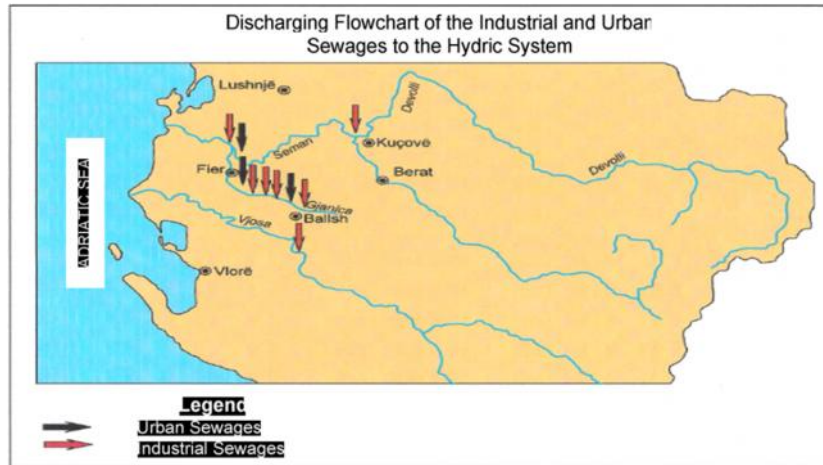 Discharging Flowchart of the Industrial and Urban
Sewages to the Hydric System
Lushnjë
Devolli
Seman
Kuçovë
Fier
Berat
Devolli
Gjanica
Ballsh
Vjosa
ADRIATIC SEA
Vlorë
Legend
Urban Sewages
Industrial Sewages